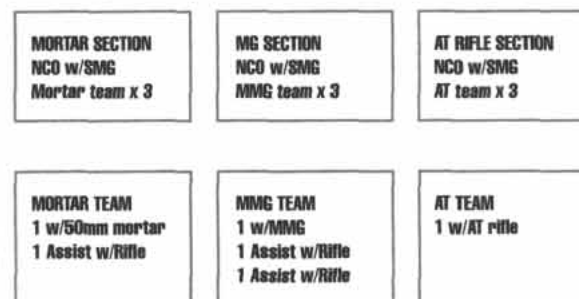 MORTAR SECTION
NCO w/SMG
Mortar team x 3
MG SECTION
NCO w/SMG
MMG team x 3
AT RIFLE SECTION
NCO w/SMG
AT team x 3
MORTAR TEAM
1 w/50mm mortar
1 Assist w/Rifle
MMG TEAM
1 w/MMG
1 Assist w/Rifle
1 Assist w/Rifle
AT TEAM
1 w/AT rifle